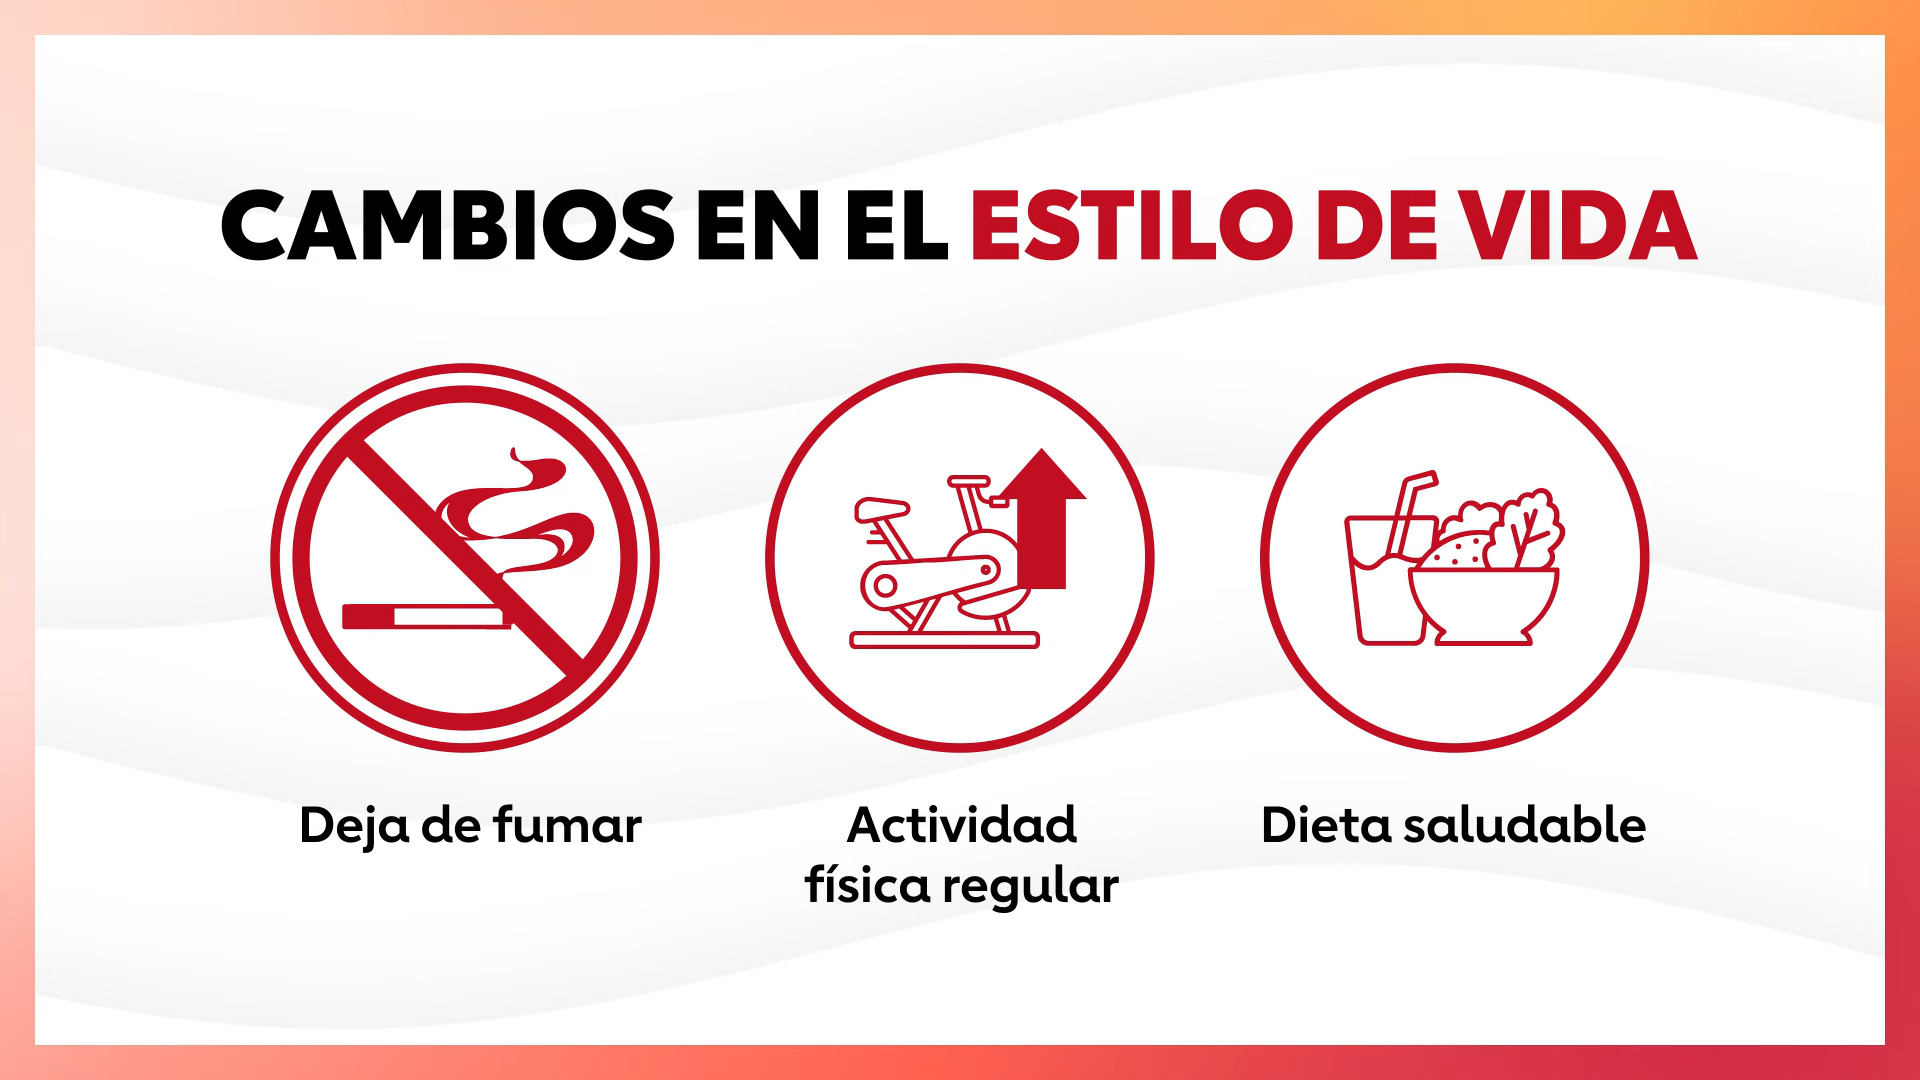 CAMBIOS EN EL ESTILO DE VIDA
Deja de fumar
Actividad
física regular
Dieta saludable